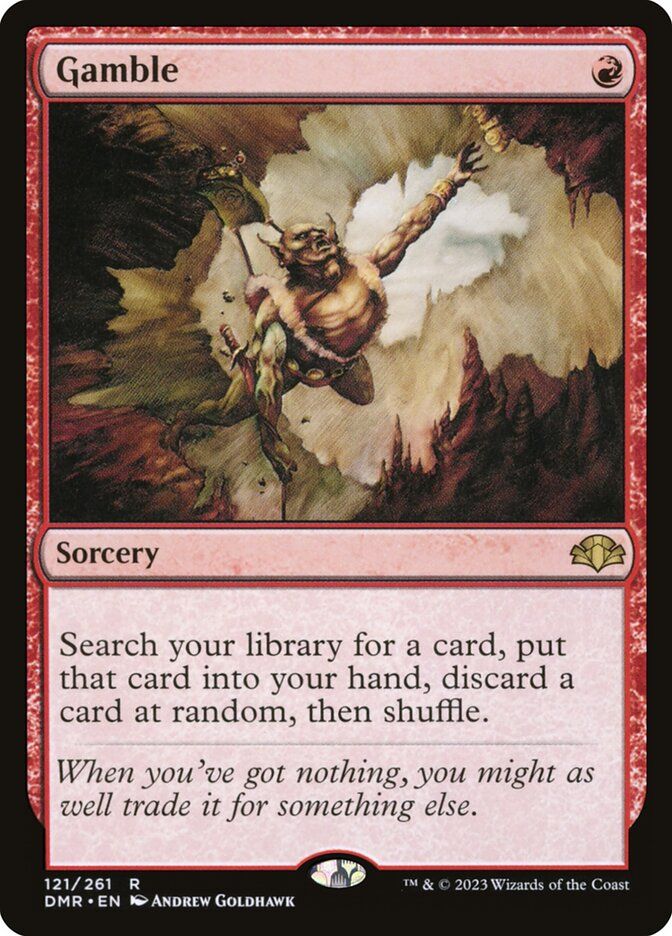 Gamble
Sorcery
Search your library for a card, put
that card into your hand, discard a
card at random, then shuffle.
When you've got nothing, you might as
well trade it for something else.
121/261 R
DMR • EN ANDREW GOLDHAWK
™ & © 2023 Wizards of the Coast